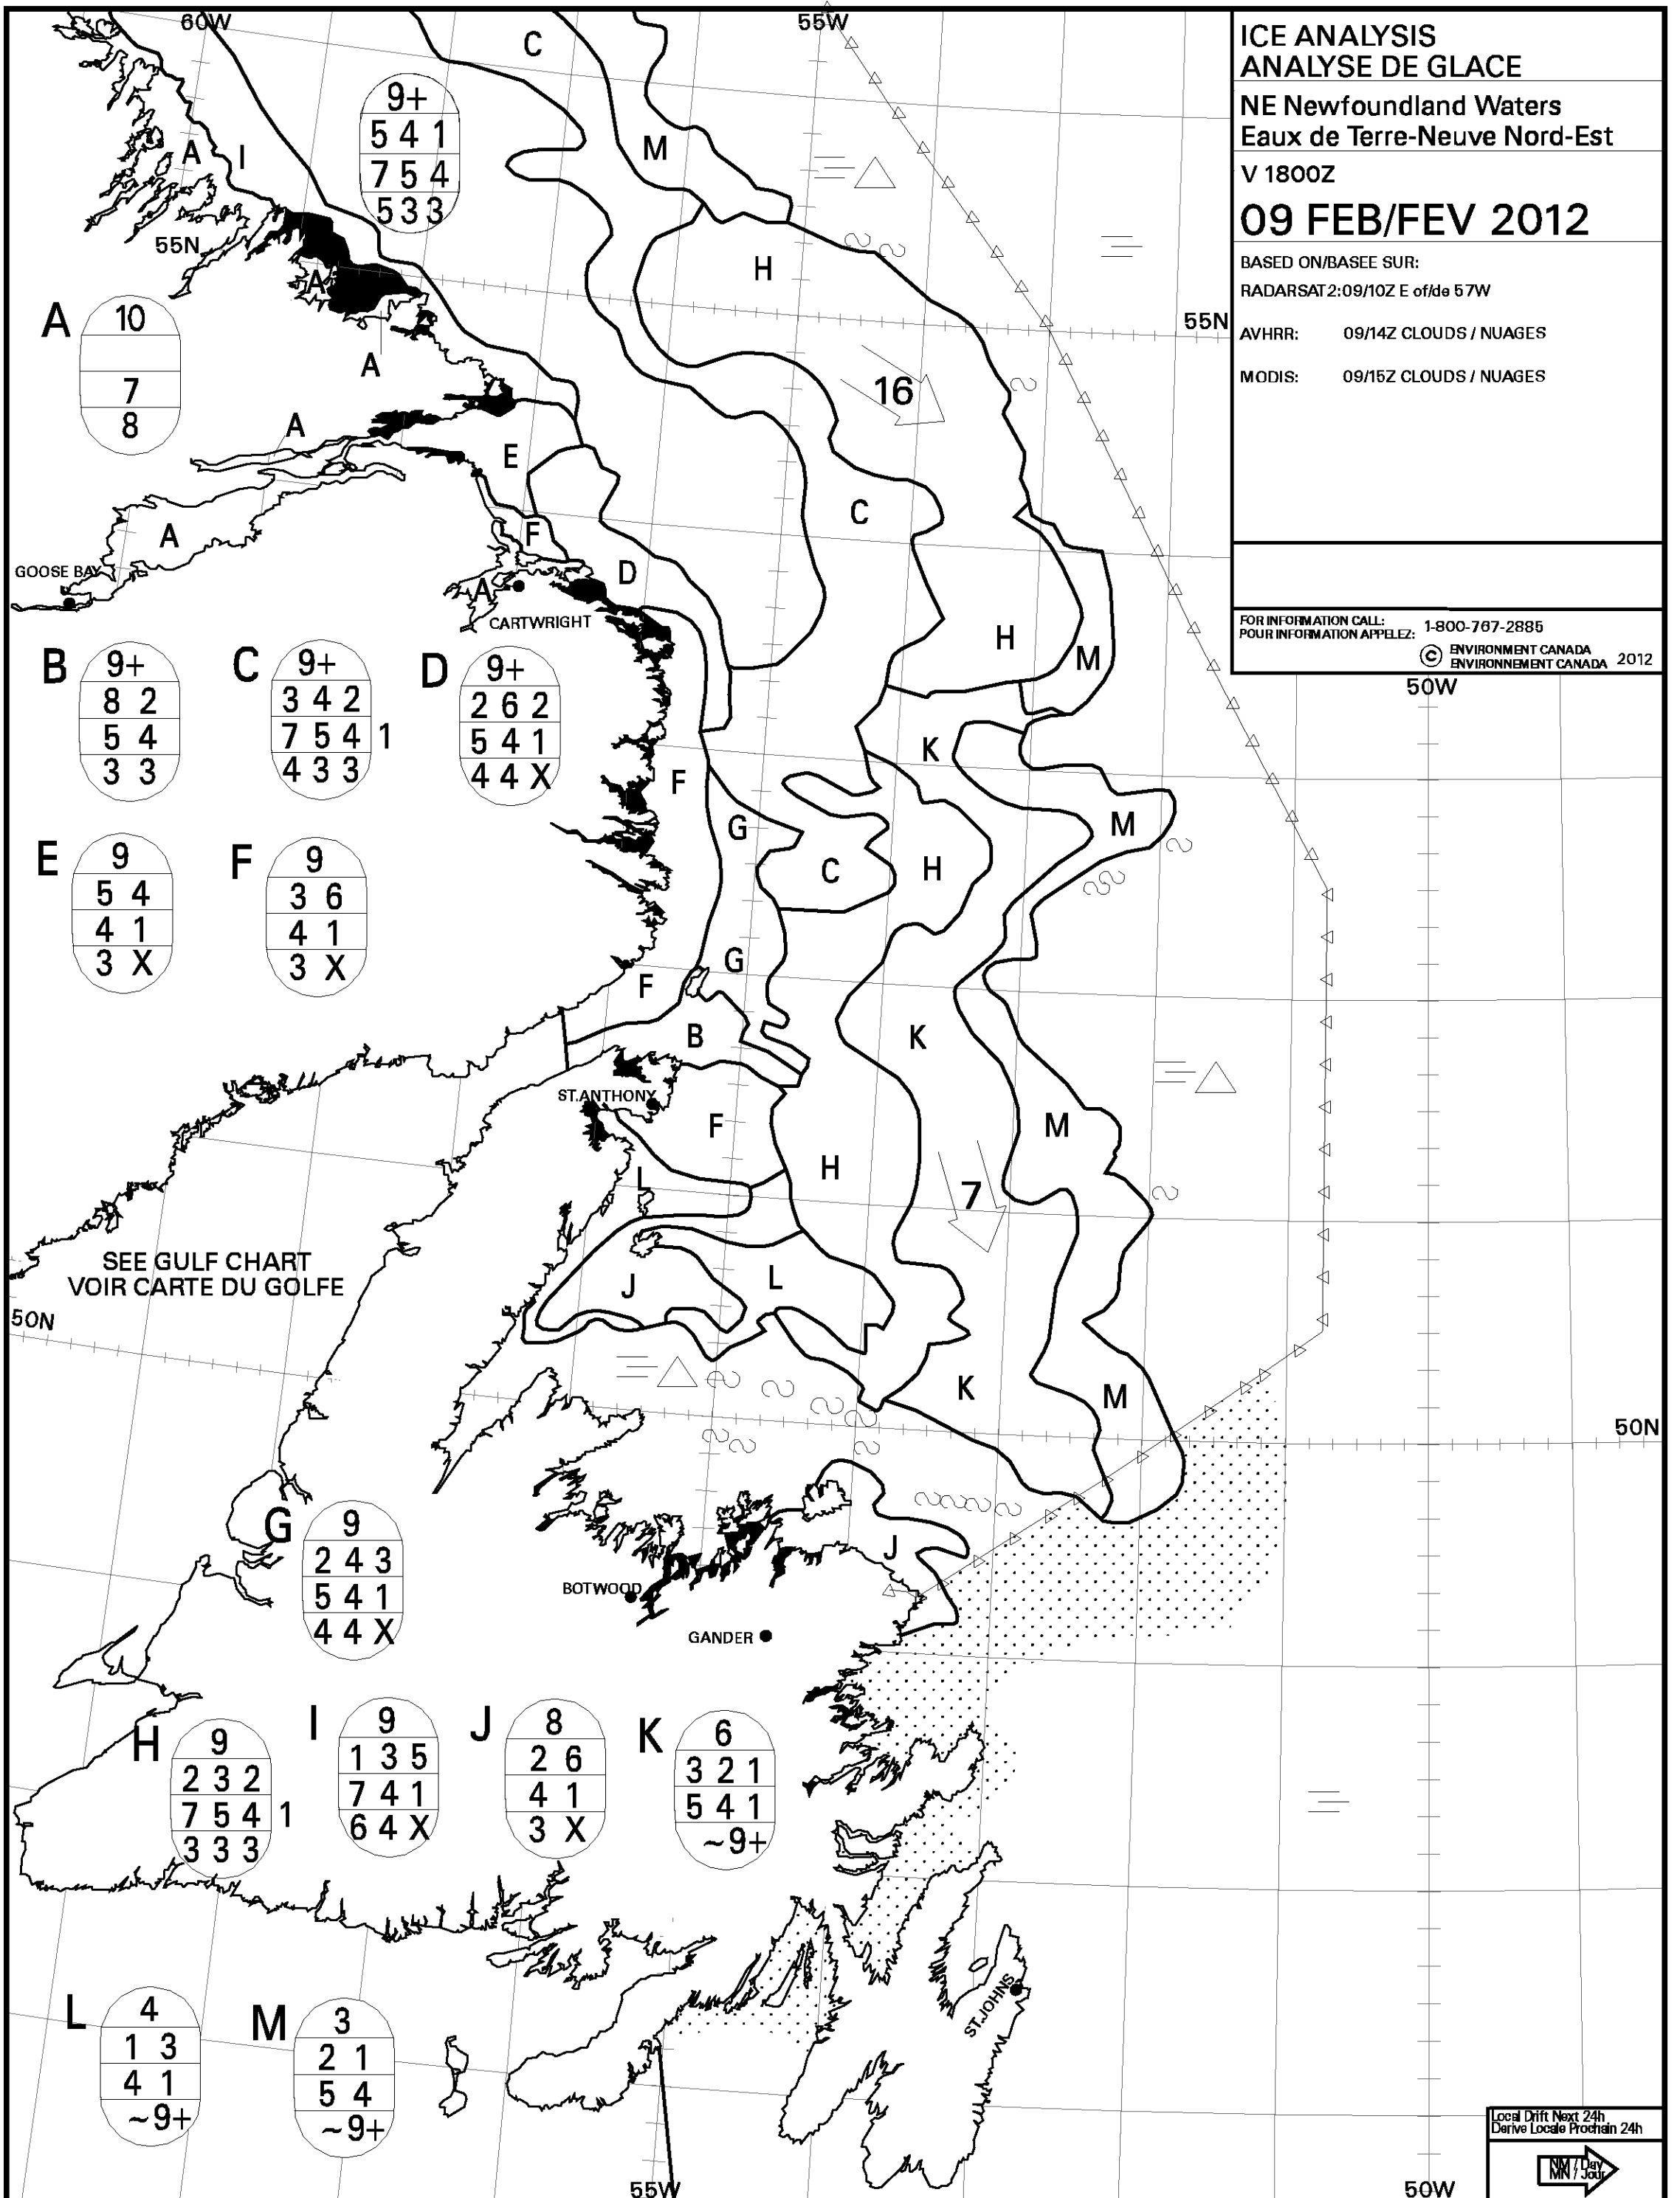 60W
55W
ICE ANALYSIS
ANALYSE DE GLACE
NE Newfoundland Waters
Eaux de Terre-Neuve Nord-Est
V 1800Z
09 FEB/FEV 2012
BASED ON/BASEE SUR:
RADARSAT2:09/10Z E of/de 57W
AVHRR: 09/14Z CLOUDS / NUAGES
MODIS: 09/15Z CLOUDS / NUAGES
FOR INFORMATION CALL:
POUR INFORMATION APPELEZ: 1-800-767-2885
© ENVIRONMENT CANADA
ENVIRONNEMENT CANADA 2012
C
9+
5 4 1
7 5 4
5 3 3
M
A
I
55N
H
A
55N
A
10
7
8
A
16
A
E
C
A
F
GOOSE BAY
D
A
CARTWRIGHT
H
M
B
9+
8 2
5 4
3 3
C
9+
3 4 2
7 5 4 1
4 3 3
D
9+
2 6 2
5 4 1
4 4 X
50W
K
F
G
M
E
9
5 4
4 1
3 X
F
9
3 6
4 1
3 X
C
H
G
F
B
K
ST.ANTHONY
F
M
H
L
7
SEE GULF CHART
VOIR CARTE DU GOLFE
J
L
50N
K
M
50N
G
9
2 4 3
5 4 1
4 4 X
J
BOTWOOD
GANDER
H
9
2 3 2
7 5 4 1
3 3 3
I
9
1 3 5
7 4 1
6 4 X
J
8
2 6
4 1
3 X
K
6
3 2 1
5 4 1
~9+
ST.JOHNS
L
4
1 3
4 1
~9+
M
3
2 1
5 4
~9+
Local Drift Next 24h
Derive Locale Prochain 24h
NM / Day
MN / Jour
55W
50W